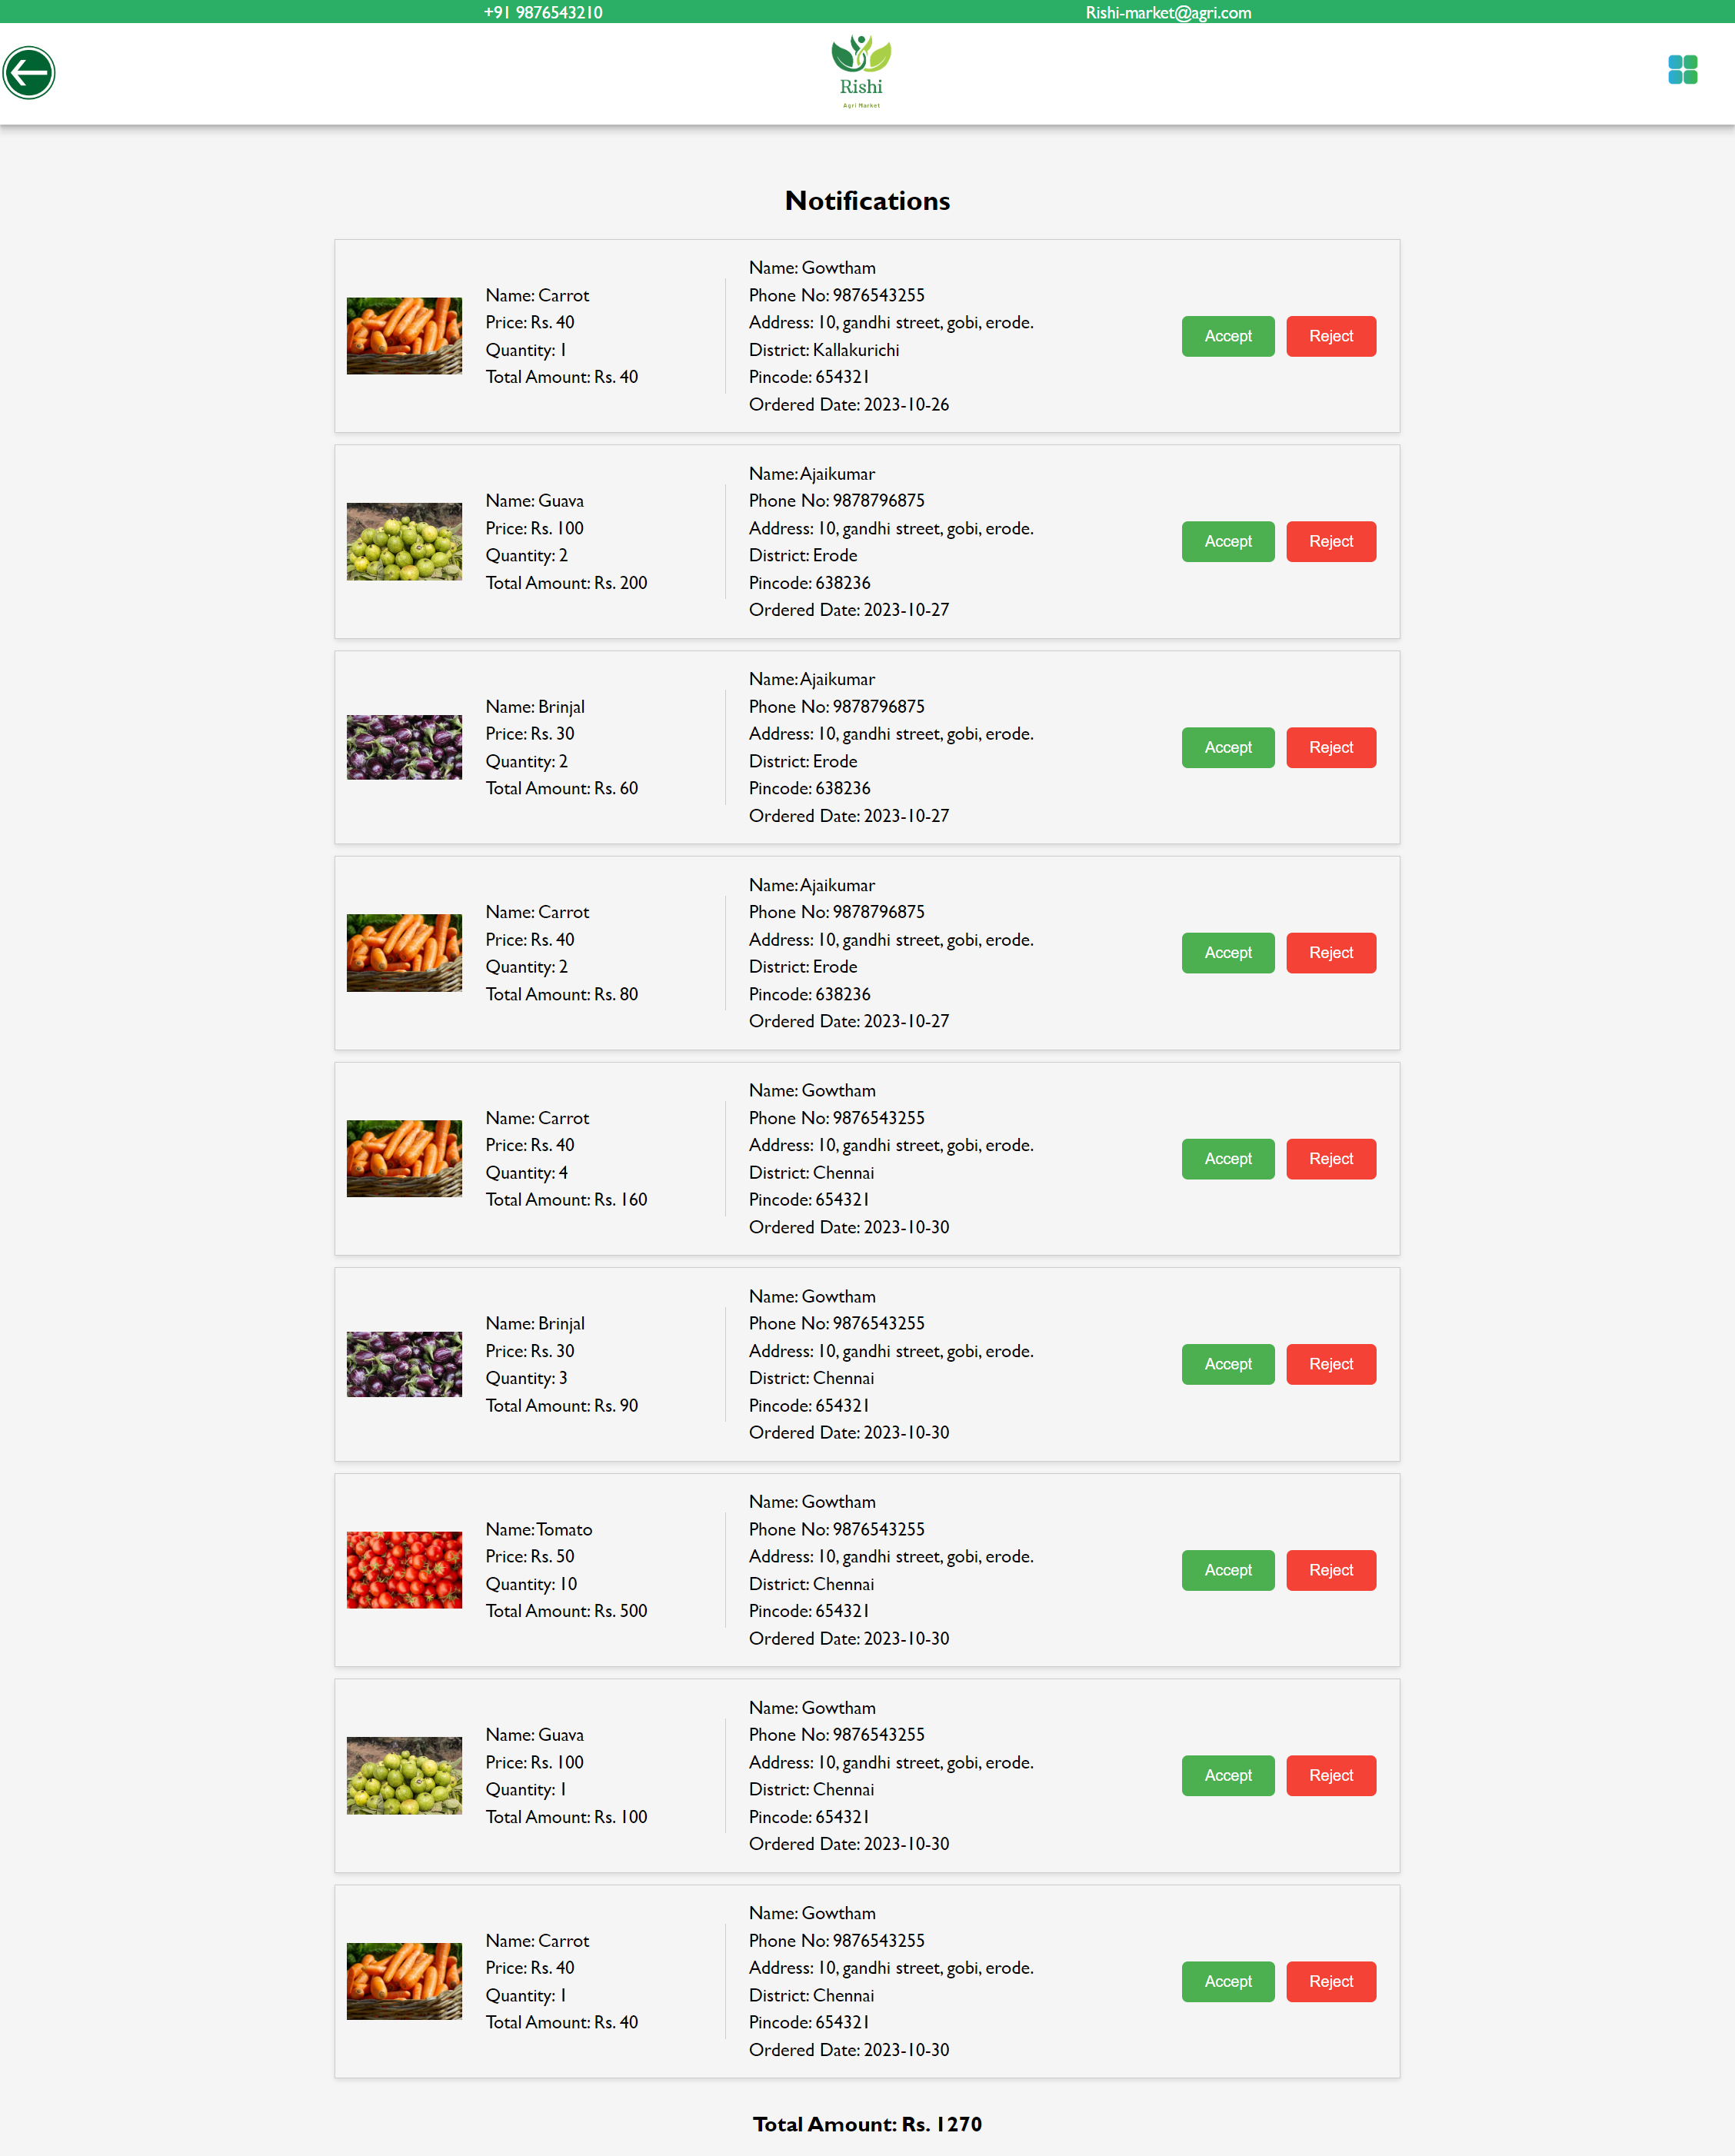 +91 9876543210
Rishi-market@agri.com
Rishi
Agri Market
Notifications
Name: Carrot
Price: Rs. 40
Quantity: 1
Total Amount: Rs. 40
Name: Gowtham
Phone No: 9876543255
Address: 10, gandhi street, gobi, erode.
District: Kallakurichi
Pincode: 654321
Ordered Date: 2023-10-26
Accept
Reject
Name: Guava
Price: Rs. 100
Quantity: 2
Total Amount: Rs. 200
Name: Ajaikumar
Phone No: 9878796875
Address: 10, gandhi street, gobi, erode.
District: Erode
Pincode: 638236
Ordered Date: 2023-10-27
Accept
Reject
Name: Brinjal
Price: Rs. 30
Quantity: 2
Total Amount: Rs. 60
Name: Ajaikumar
Phone No: 9878796875
Address: 10, gandhi street, gobi, erode.
District: Erode
Pincode: 638236
Ordered Date: 2023-10-27
Accept
Reject
Name: Carrot
Price: Rs. 40
Quantity: 2
Total Amount: Rs. 80
Name: Ajaikumar
Phone No: 9878796875
Address: 10, gandhi street, gobi, erode.
District: Erode
Pincode: 638236
Ordered Date: 2023-10-27
Accept
Reject
Name: Carrot
Price: Rs. 40
Quantity: 4
Total Amount: Rs. 160
Name: Gowtham
Phone No: 9876543255
Address: 10, gandhi street, gobi, erode.
District: Chennai
Pincode: 654321
Ordered Date: 2023-10-30
Accept
Reject
Name: Brinjal
Price: Rs. 30
Quantity: 3
Total Amount: Rs. 90
Name: Gowtham
Phone No: 9876543255
Address: 10, gandhi street, gobi, erode.
District: Chennai
Pincode: 654321
Ordered Date: 2023-10-30
Accept
Reject
Name: Tomato
Price: Rs. 50
Quantity: 10
Total Amount: Rs. 500
Name: Gowtham
Phone No: 9876543255
Address: 10, gandhi street, gobi, erode.
District: Chennai
Pincode: 654321
Ordered Date: 2023-10-30
Accept
Reject
Name: Guava
Price: Rs. 100
Quantity: 1
Total Amount: Rs. 100
Name: Gowtham
Phone No: 9876543255
Address: 10, gandhi street, gobi, erode.
District: Chennai
Pincode: 654321
Ordered Date: 2023-10-30
Accept
Reject
Name: Carrot
Price: Rs. 40
Quantity: 1
Total Amount: Rs. 40
Name: Gowtham
Phone No: 9876543255
Address: 10, gandhi street, gobi, erode.
District: Chennai
Pincode: 654321
Ordered Date: 2023-10-30
Accept
Reject
Total Amount: Rs. 1270